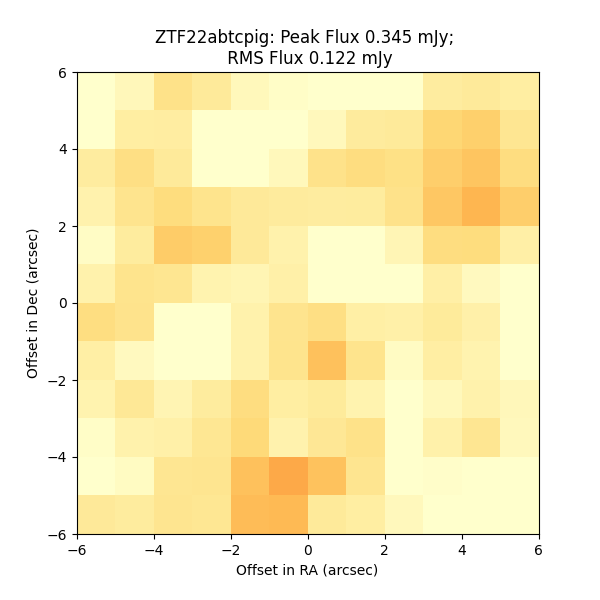 ZTF22abtcpig: Peak Flux 0.345 mJy;
RMS Flux 0.122 mJy
6
4
2
0
−2
−4
−6
Offset in Dec (arcsec)
−6 −4 −2 0 2 4 6
Offset in RA (arcsec)